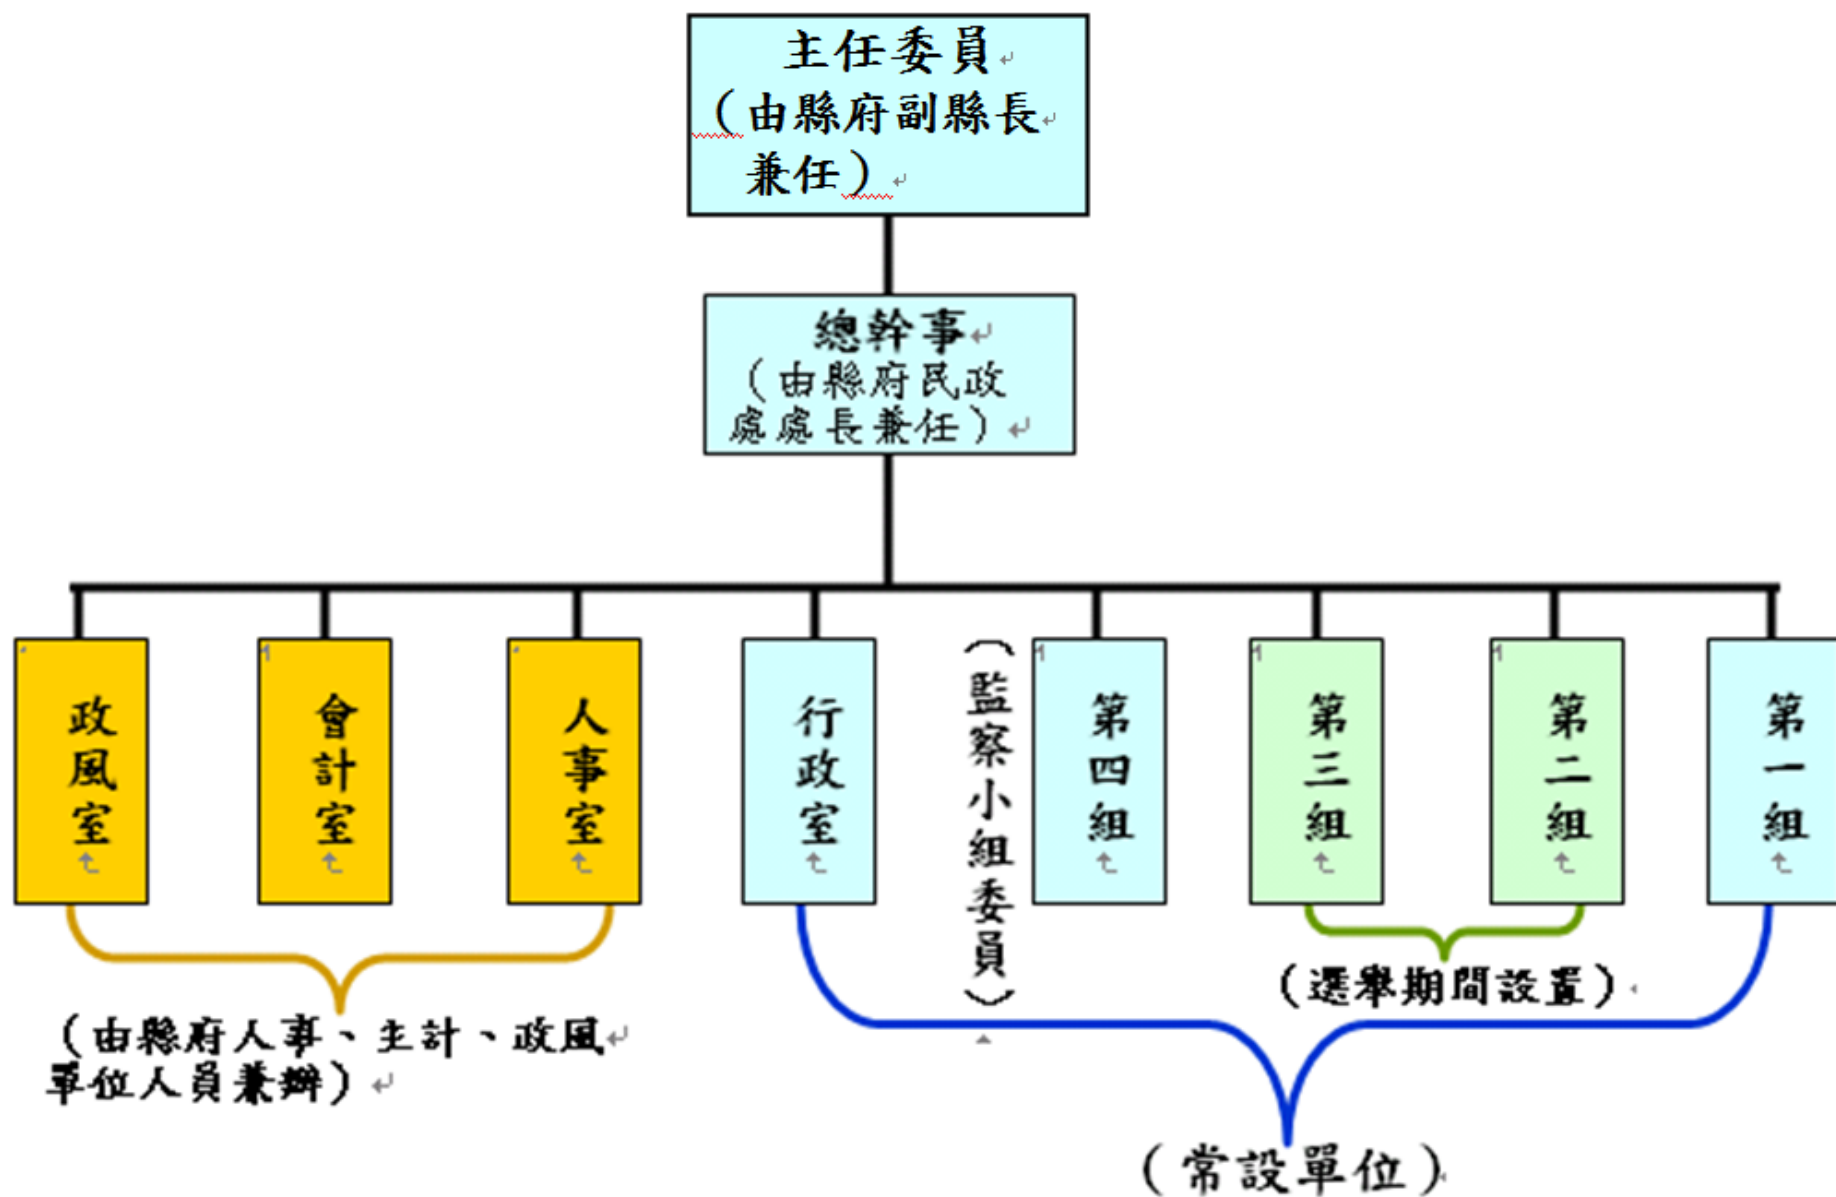 主任委員
（由縣府副縣長
兼任）
總幹事
（由縣府民政
處處長兼任）
政風室
會計室
人事室
行政室
（監察小組委員）
第四組
第三組
第二組
第一組
（選舉期間設置）
（由縣府人事、主計、政風
單位人員兼辦）
（常設單位）